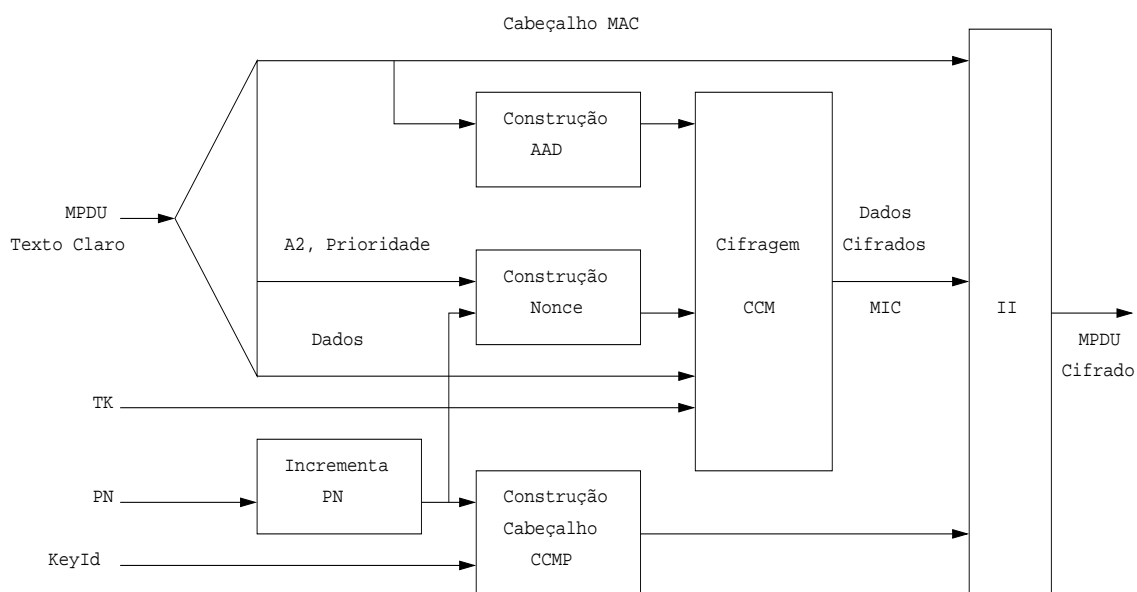 Cabeçalho MAC
Construção
AAD
MPDU
Texto Claro
A2, Prioridade
Construção
Nonce
Cifragem
CCM
Dados
Cifrados
MIC
II
MPDU
Cifrado
Dados
TK
Incrementa
PN
PN
Construção
Cabeçalho
CCMP
KeyId